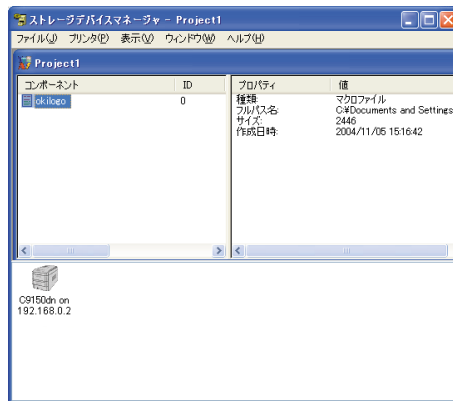 ストレージデバイスマネージャ - Project1
ファイル(J) プリンタ(P) 表示(V) ウィンドウ(W) ヘルプ(H)
Project1
コンポーネント ID プロパティ 値
okilogo 0 種類: マクロファイル
フルパス名: C:¥Documents and Settings
サイズ: 2446
作成日時: 2004/11/05 15:16:42
C9150dn on
192.168.0.2